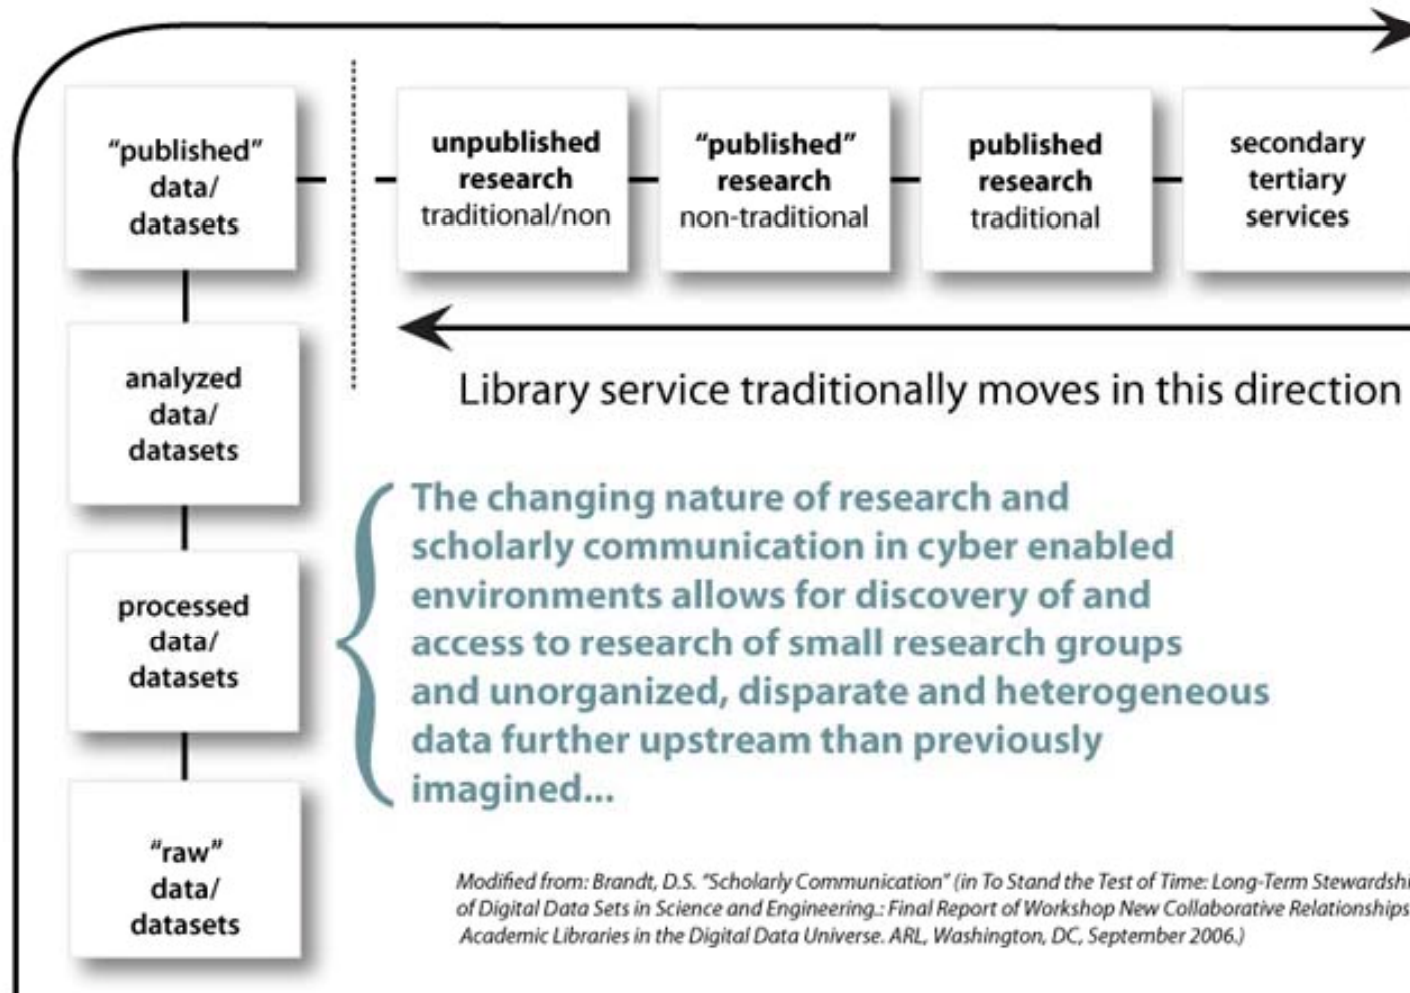 “published”
data/
datasets
unpublished
research
traditional/non
“published”
research
non-traditional
published
research
traditional
secondary
tertiary
services
Library service traditionally moves in this direction
analyzed
data/
datasets
processed
data/
datasets
“raw”
data/
datasets
The changing nature of research and
scholarly communication in cyber enabled
environments allows for discovery of and
access to research of small research groups
and unorganized, disparate and heterogeneous
data further upstream than previously
imagined...
Modified from: Brandt, D.S. “Scholarly Communication” (in To Stand the Test of Time: Long-Term Stewardshi
of Digital Data Sets in Science and Engineering.: Final Report of Workshop New Collaborative Relationships
Academic Libraries in the Digital Data Universe. ARL, Washington, DC, September 2006.)